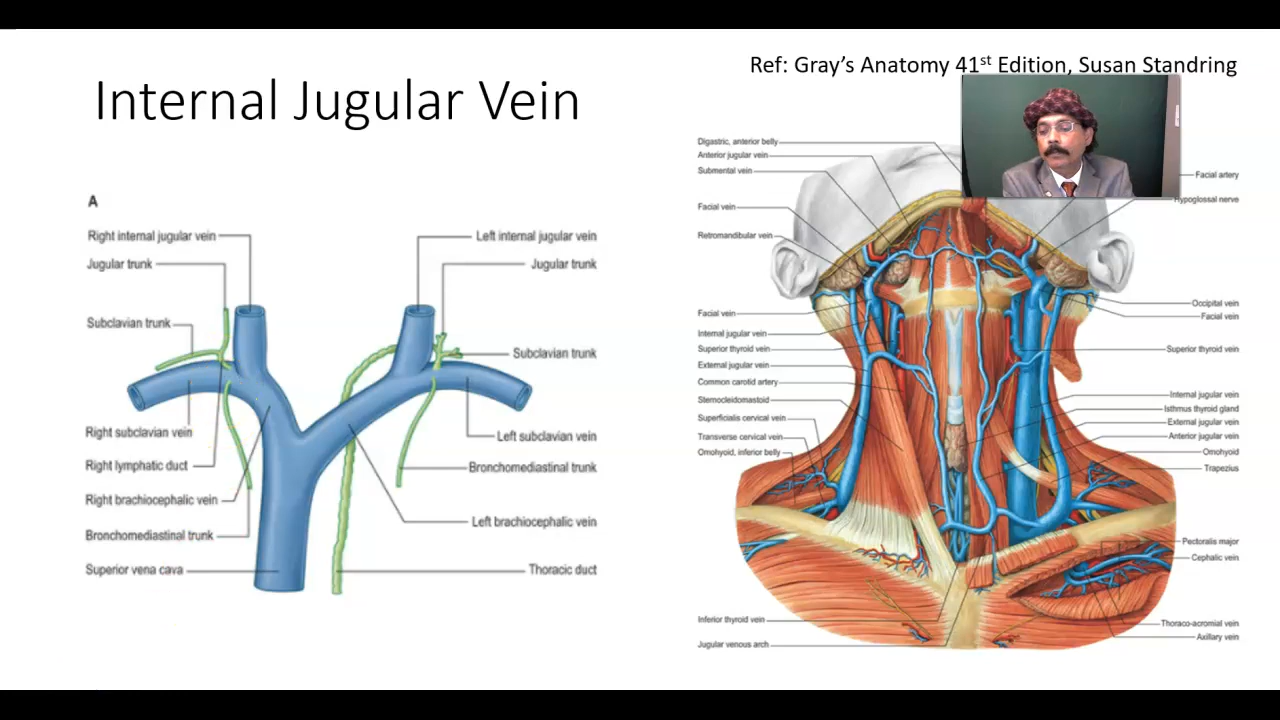 Ref: Gray's Anatomy 41st Edition, Susan Standring
Internal Jugular Vein
A
Right internal jugular vein
Jugular trunk
Subclavian trunk
Right subclavian vein
Right lymphatic duct
Right brachiocephalic vein
Bronchomediastinal trunk
Superior vena cava
Left internal jugular vein
Jugular trunk
Subclavian trunk
Left subclavian vein
Bronchomediastinal trunk
Left brachiocephalic vein
Thoracic duct
Digastric, anterior belly
Anterior jugular vein
Submental vein
Facial vein
Retromandibular vein
Facial vein
Internal jugular vein
Superior thyroid vein
External jugular vein
Common carotid artery
Sternocleidomastoid
Superficialis cervical vein
Transverse cervical vein
Omohyoid, inferior belly
Inferior thyroid vein
Jugular venous arch
Facial artery
Hypoglossal nerve
Occipital vein
Facial vein
Superior thyroid vein
Internal jugular vein
Isthmus thyroid gland
External jugular vein
Anterior jugular vein
Omohyoid
Trapezius
Pectoralis major
Cephalic vein
Thoraco-acromial vein
Axillary vein